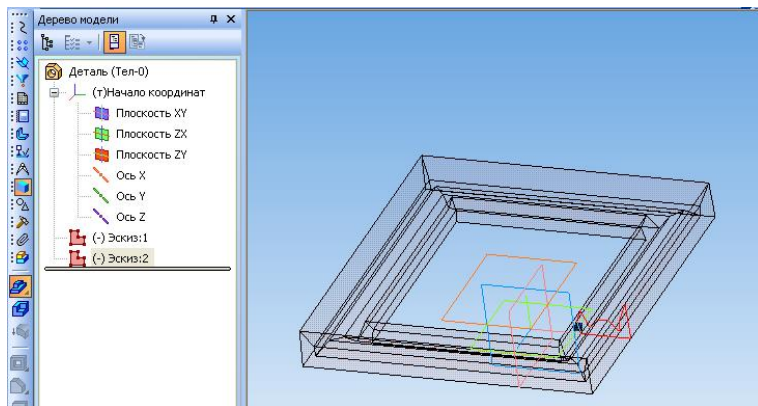 Дерево модели
Деталь (Тел-0)
(т)Начало координат
Плоскость XY
Плоскость ZX
Плоскость ZY
Ось X
Ось Y
Ось Z
(-) Эскиз:1
(-) Эскиз:2